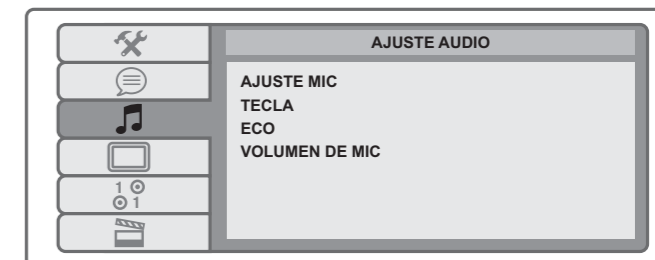 AJUSTE AUDIO
AJUSTE MIC
TECLA
ECO
VOLUMEN DE MIC
1
1